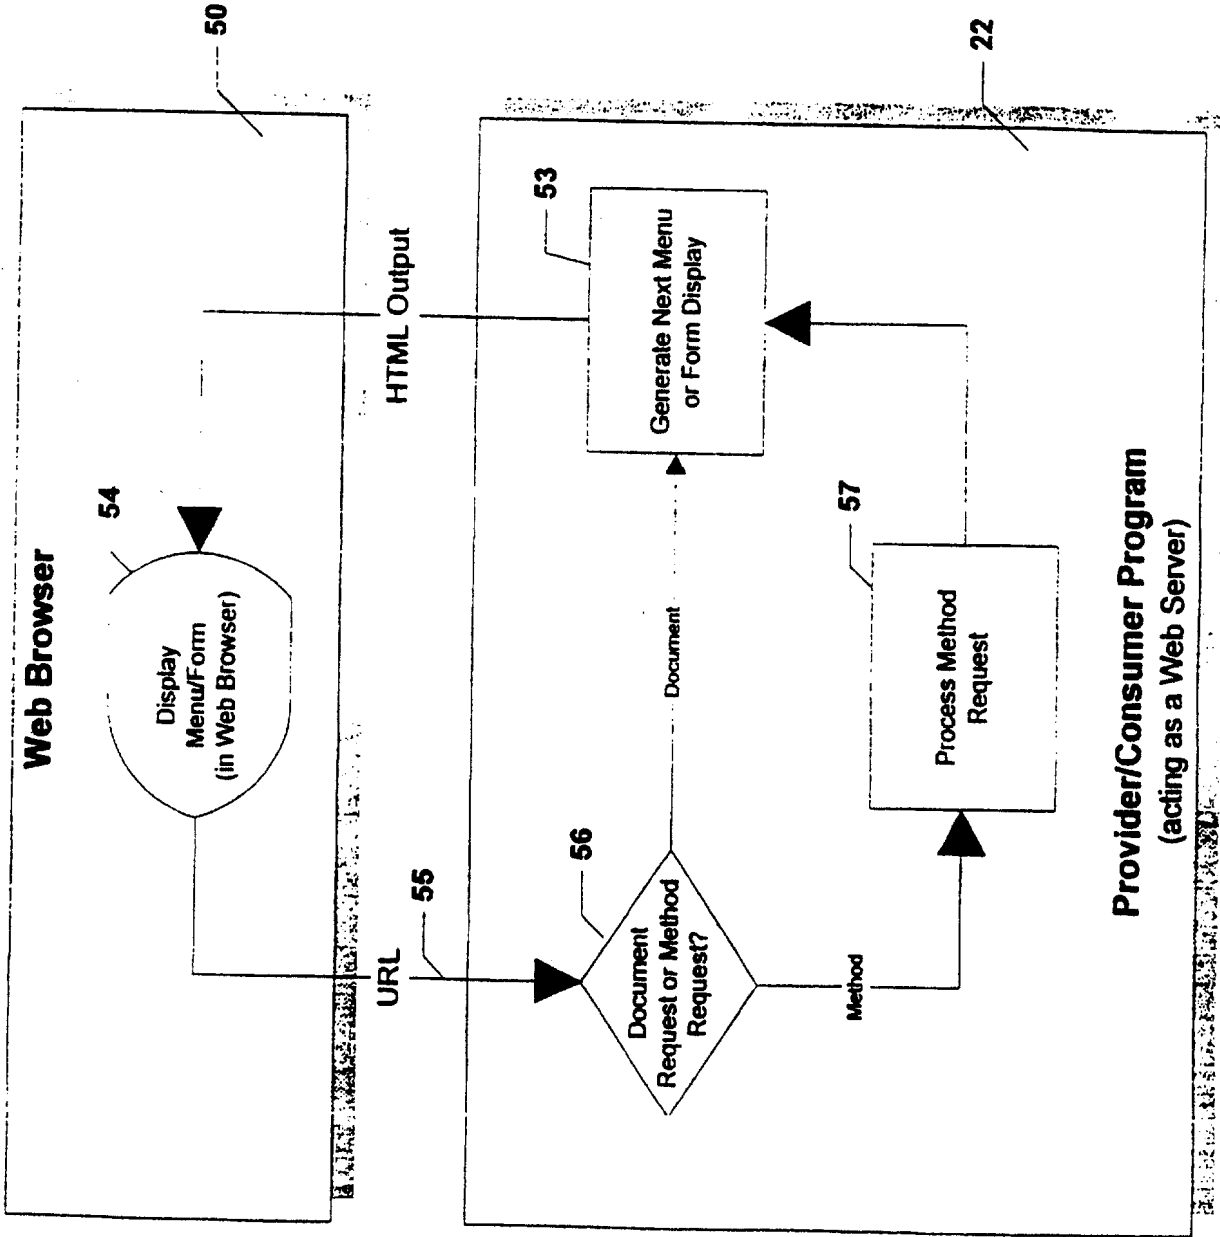 Web Browser
50
54
Display
Menu/Form
(in Web Browser)
URL
55
HTML Output
56
Document
Request or Method
Request?
Document
53
Generate Next Menu
or Form Display
Method
57
Process Method
Request
Provider/Consumer Program
(acting as a Web Server)
22